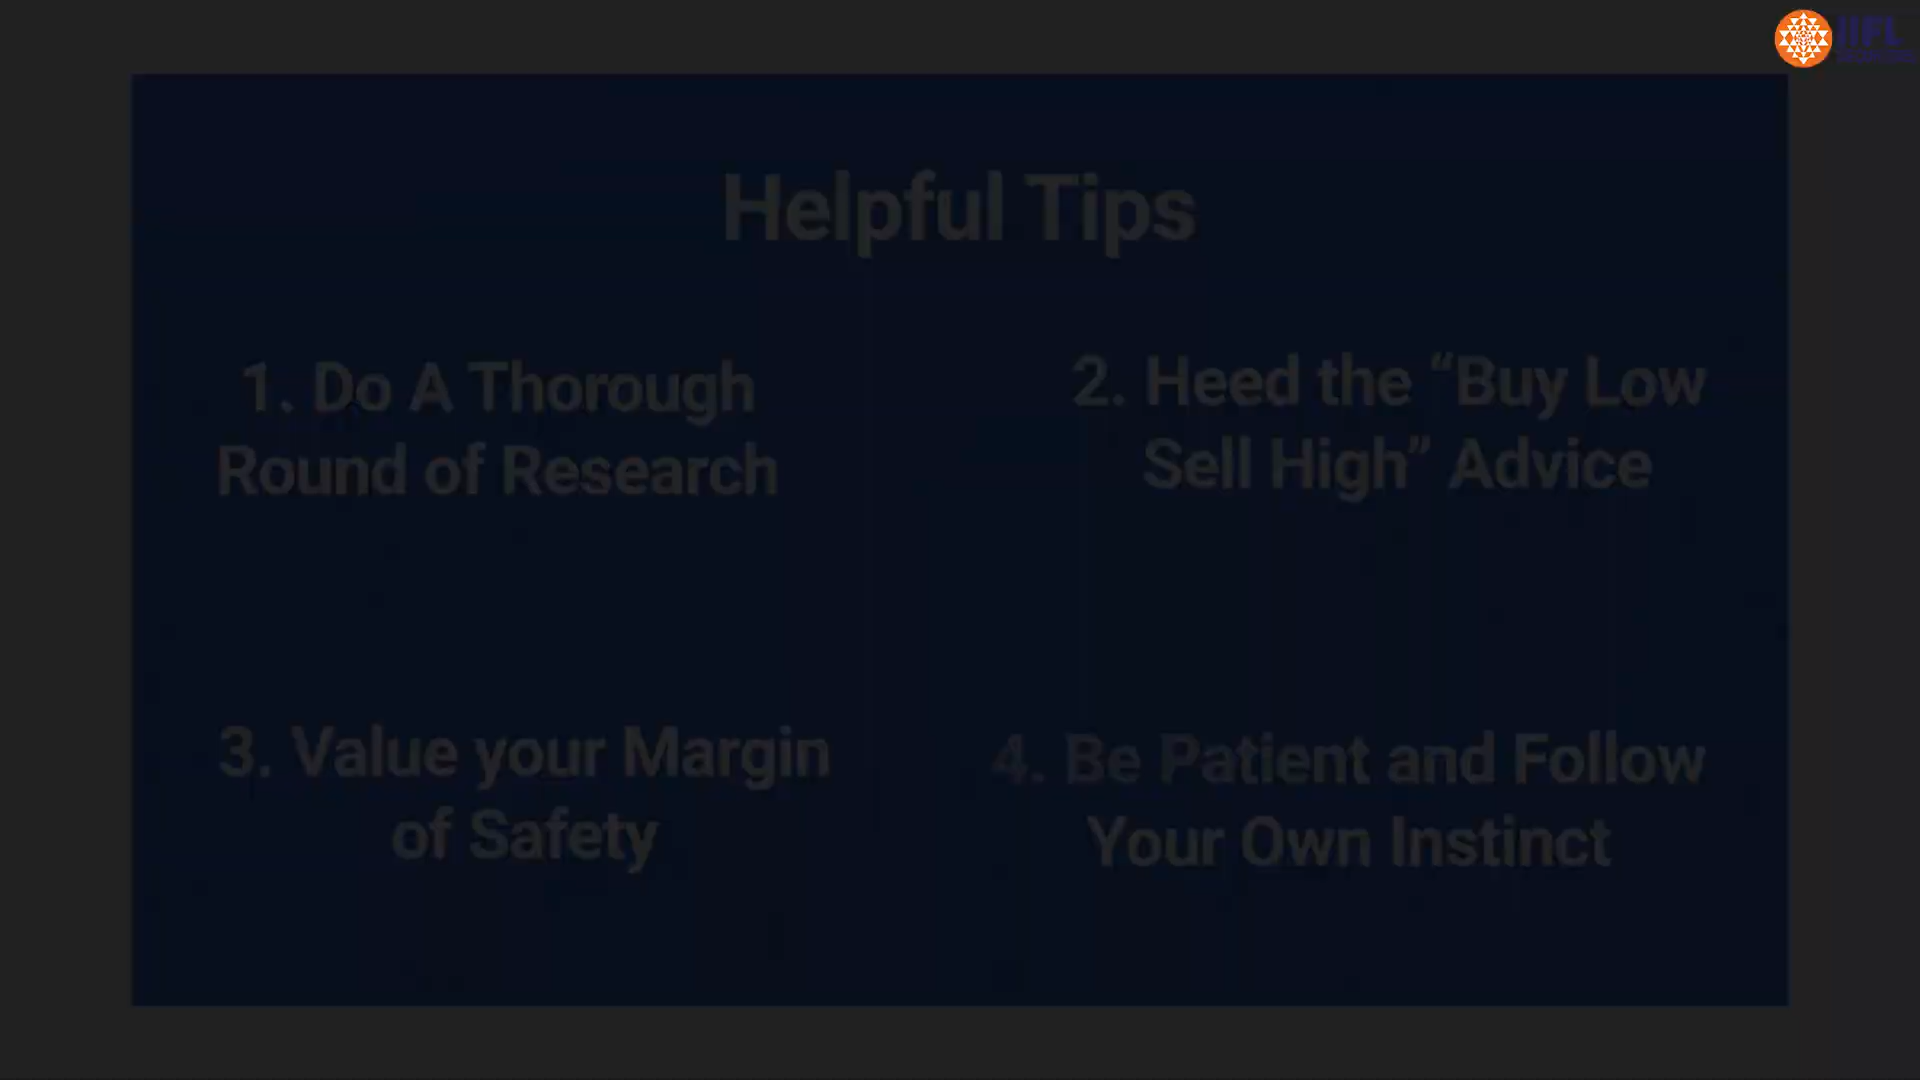 IIFL
SECURITIES
Helpful Tips
1. Do A Thorough
Round of Research
2. Heed the “Buy Low
Sell High” Advice
3. Value your Margin
of Safety
4. Be Patient and Follow
Your Own Instinct